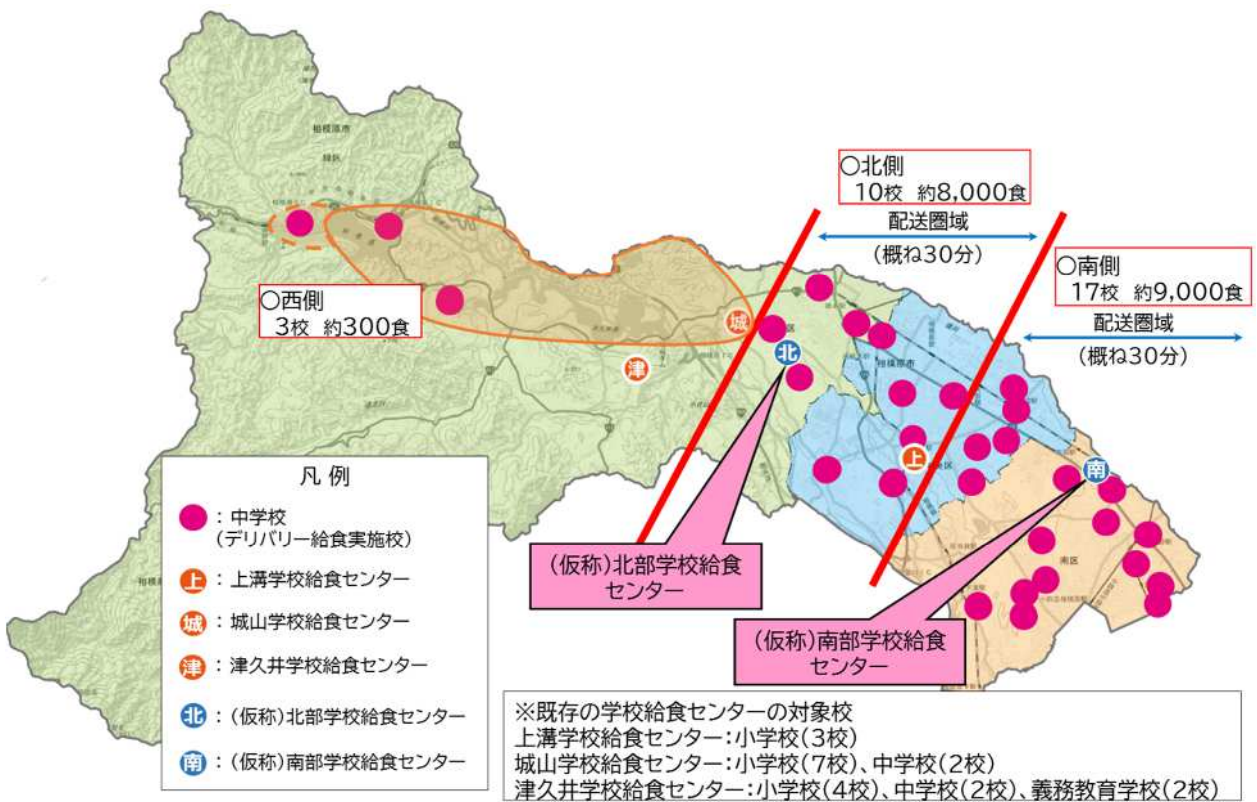 相模原市
緑区
〇北側
10校 約8,000食
配送圏域
(概ね30分)
〇南側
17校 約9,000食
配送圏域
(概ね30分)
〇西側
3校 約300食
城
津
北
区
相模原市
上
南
南区
(仮称)北部学校給食
センター
(仮称)南部学校給食
センター
凡例
:中学校
(デリバリー給食実施校)
上:上溝学校給食センター
城:城山学校給食センター
津:津久井学校給食センター
北:(仮称)北部学校給食センター
南:(仮称)南部学校給食センター
※既存の学校給食センターの対象校
上溝学校給食センター:小学校(3校)
城山学校給食センター:小学校(7校)、中学校(2校)
津久井学校給食センター:小学校(4校)、中学校(2校)、義務教育学校(2校)